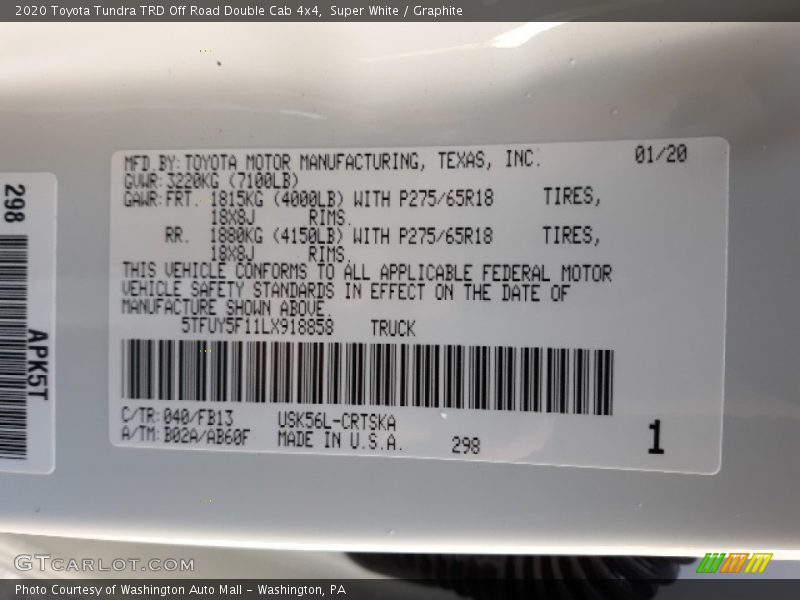 2020 Toyota Tundra TRD Off Road Double Cab 4x4, Super White / Graphite
298
APK5T
MFD BY: TOYOTA MOTOR MANUFACTURING, TEXAS, INC. 01/20
GVWR: 3220KG (7100LB)
GAWR: FRT. 1815KG (4000LB) WITH P275/65R18 TIRES,
18X8J RIMS.
RR. 1880KG (4150LB) WITH P275/65R18 TIRES,
18X8J RIMS.
THIS VEHICLE CONFORMS TO ALL APPLICABLE FEDERAL MOTOR
VEHICLE SAFETY STANDARDS IN EFFECT ON THE DATE OF
MANUFACTURE SHOWN ABOVE.
5TFUY5F11LX918858 TRUCK
C/TR: 040/FB13 USK56L-CRTSKA
A/TM: B02A/AB60F MADE IN U.S.A. 298
1
GTCARLOT.COM
Photo Courtesy of Washington Auto Mall - Washington, PA